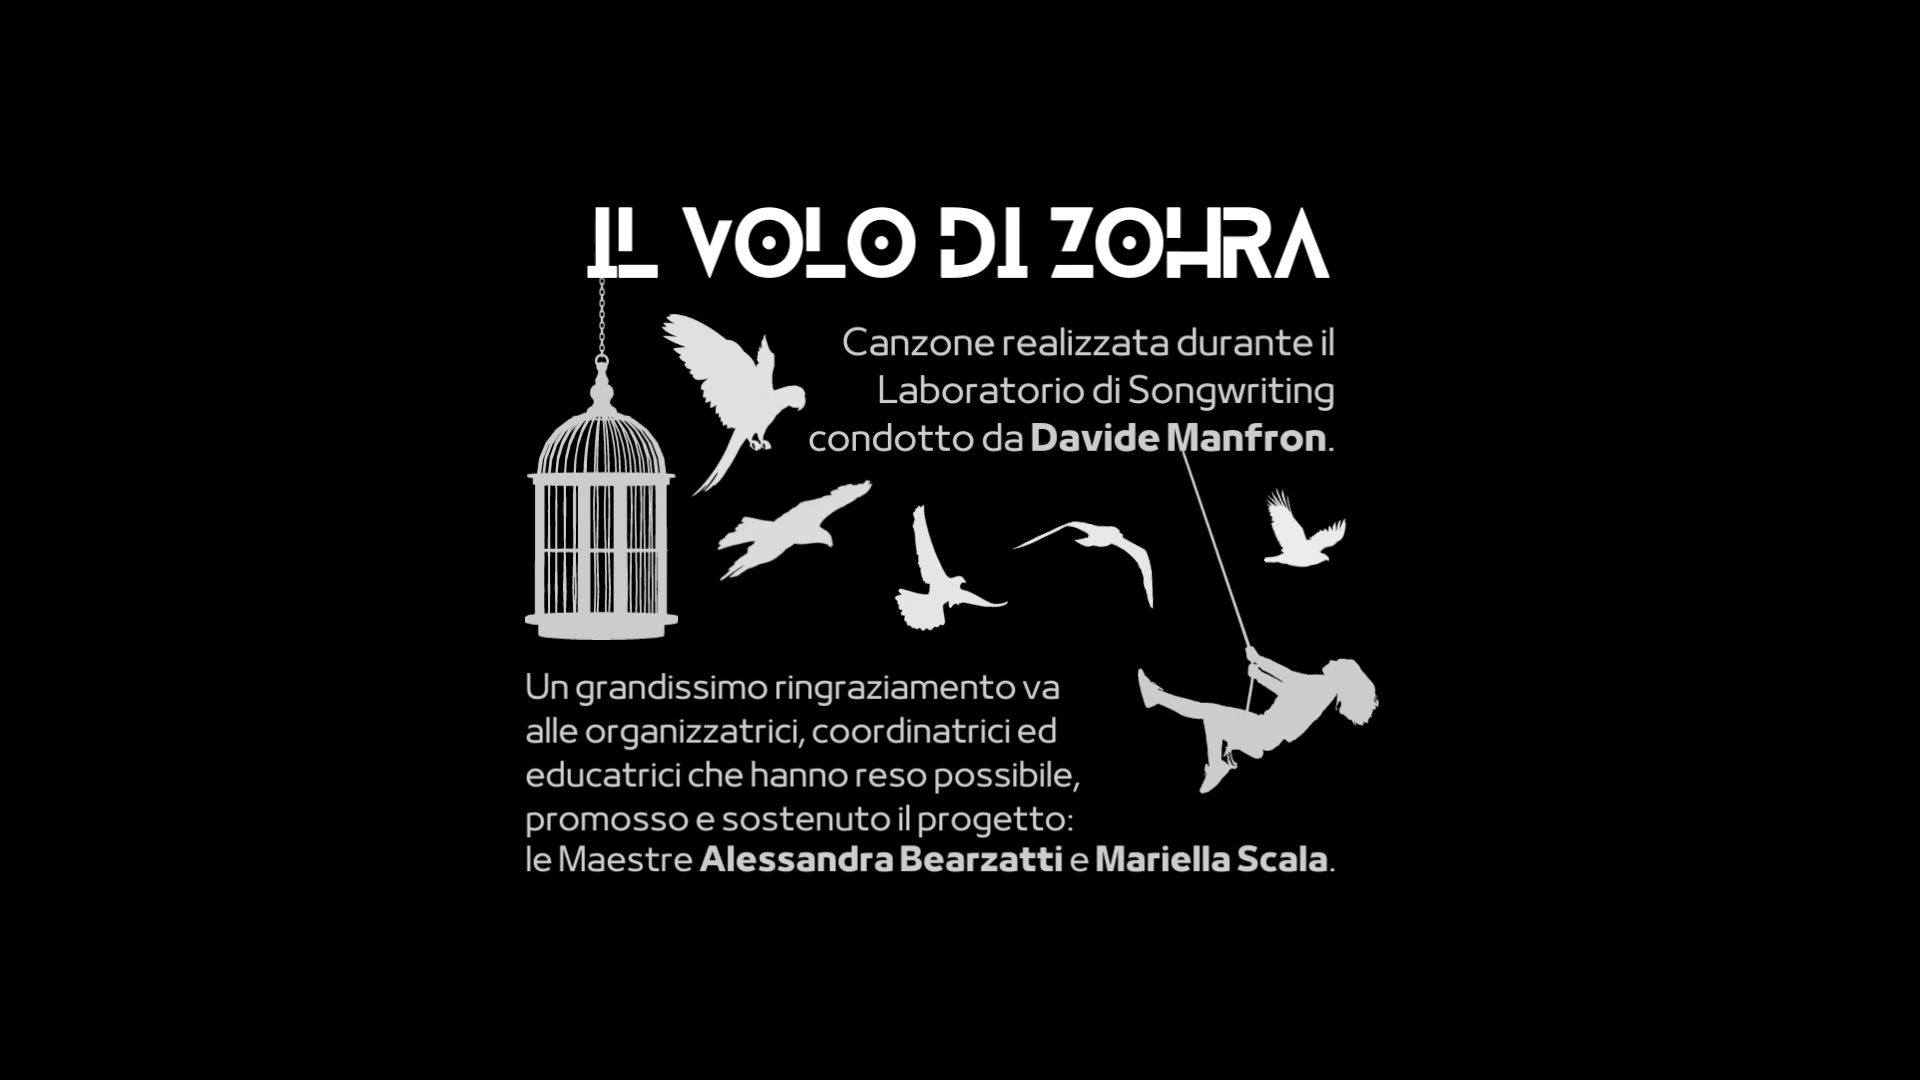 IL VOLO DI ZOHRA
Canzone realizzata durante il
Laboratorio di Songwriting
condotto da Davide Manfron.
Un grandissimo ringraziamento va
alle organizzatrici, coordinatrici ed
educatrici che hanno reso possibile,
promosso e sostenuto il progetto:
le Maestre Alessandra Bearzatti e Mariella Scala.